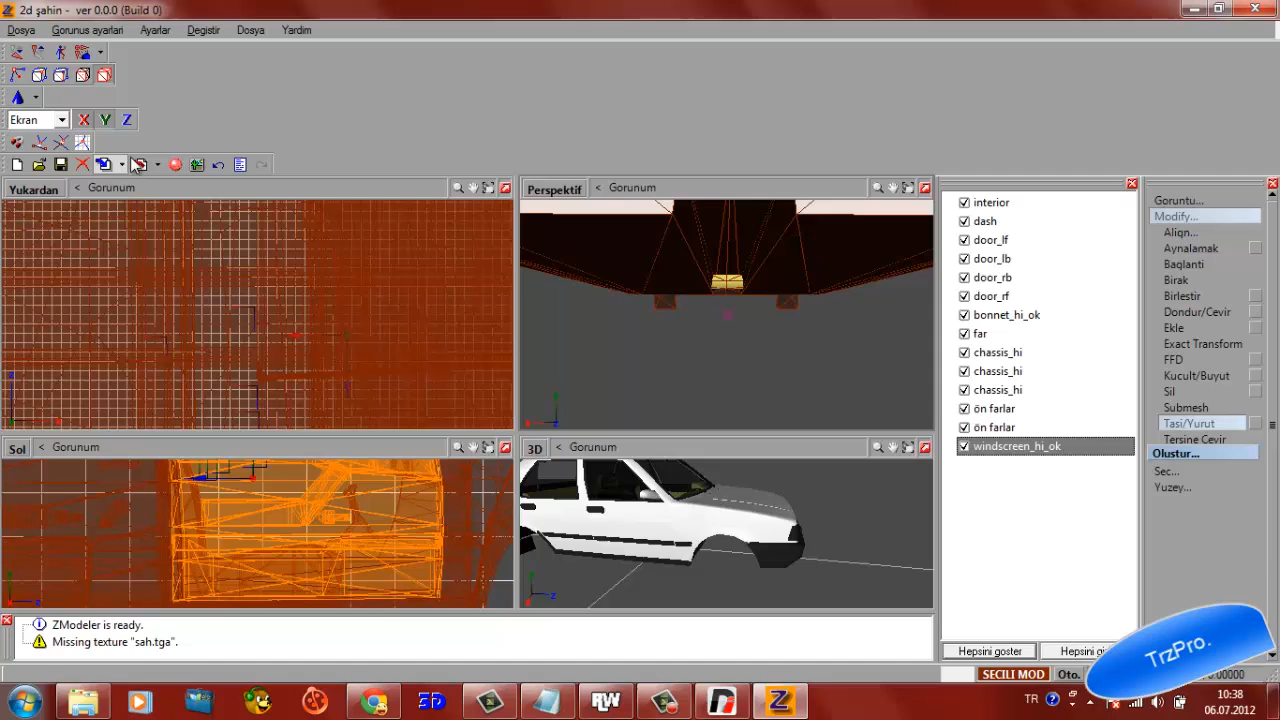 2d şahin - ver 0.0.0 (Build 0)
Dosya Gorunus ayarlari Ayarlar Degistir Dosya Yardim
Ekran X Y Z
Yukardan < Gorunum
Perspektif < Gorunum
Sol < Gorunum
3D < Gorunum
interior
dash
door_lf
door_lb
door_rb
door_rf
bonnet_hi_ok
far
chassis_hi
chassis_hi
chassis_hi
ön farlar
ön farlar
windscreen_hi_ok
Hepsini goster
Goruntu...
Modify...
Aliqn...
Aynalamak
Baqlanti
Birak
Birlestir
Dondur/Cevir
Ekle
Exact Transform
FFD
Kucult/Buyut
Sil
Submesh
Tasi/Yurut
Tersine Cevir
Olustur...
Sec...
Yuzey...
ZModeler is ready.
Missing texture "sah.tga".
SECILI MOD Oto.
TrzPro.
3D
RW
TR
10:38
06.07.2012